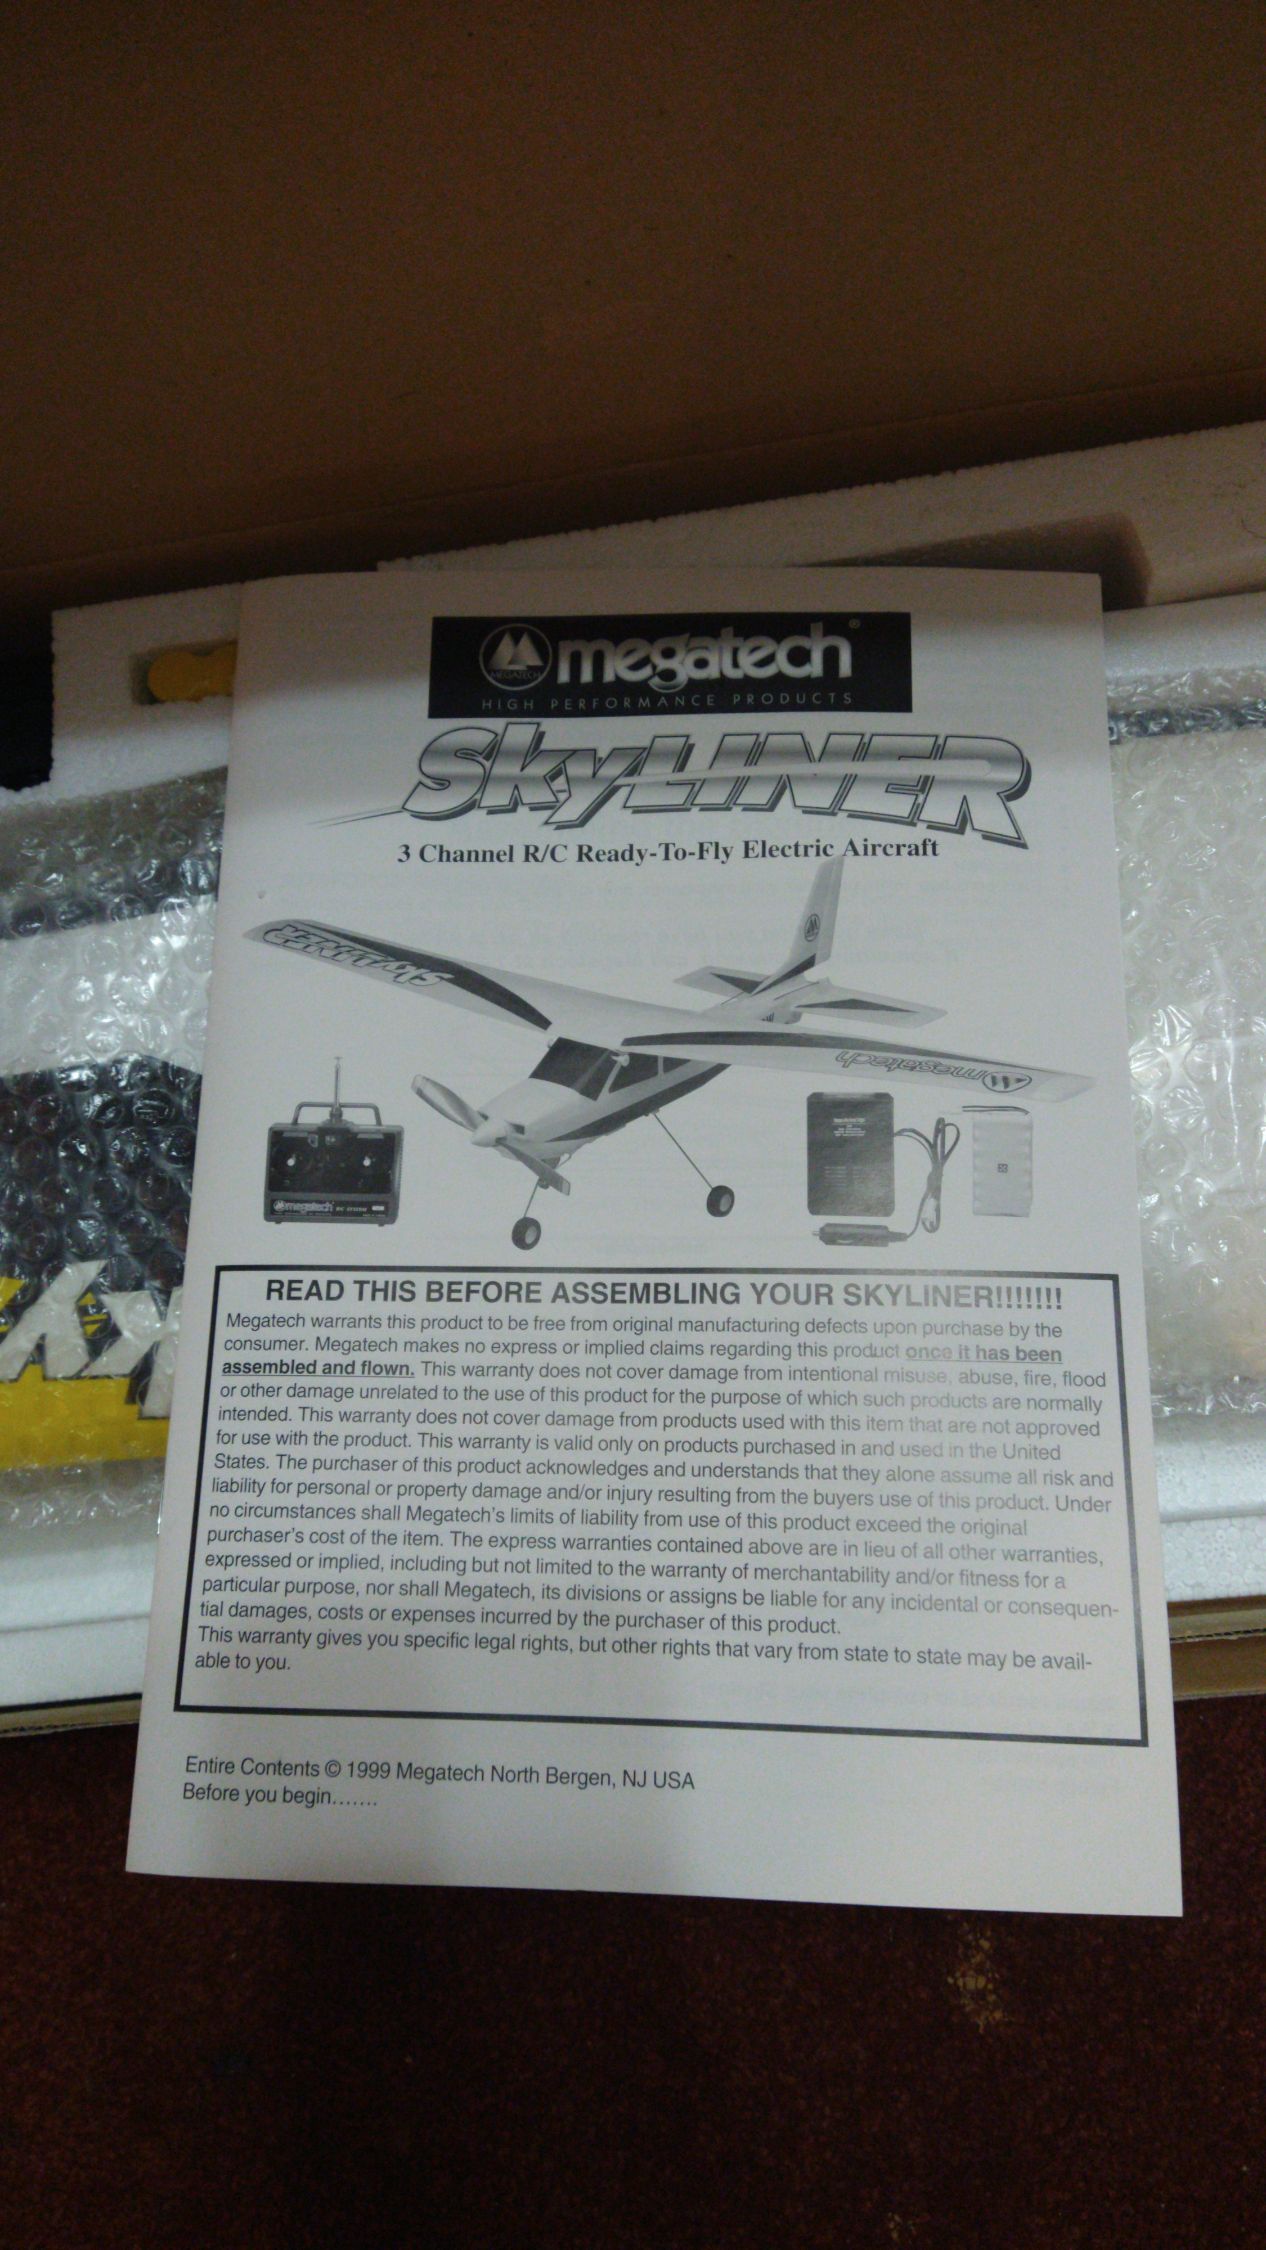 MEGATECH
megatech®
HIGH PERFORMANCE PRODUCTS
SkyLINER
3 Channel R/C Ready-To-Fly Electric Aircraft
SKYLINER
megatech
megatech R/C SYSTEM
READ THIS BEFORE ASSEMBLING YOUR SKYLINER!!!!!!!
Megatech warrants this product to be free from original manufacturing defects upon purchase by the
consumer. Megatech makes no express or implied claims regarding this product once it has been
assembled and flown. This warranty does not cover damage from intentional misuse, abuse, fire, flood
or other damage unrelated to the use of this product for the purpose of which such products are normally
intended. This warranty does not cover damage from products used with this item that are not approved
for use with the product. This warranty is valid only on products purchased in and used in the United
States. The purchaser of this product acknowledges and understands that they alone assume all risk and
liability for personal or property damage and/or injury resulting from the buyers use of this product. Under
no circumstances shall Megatech's limits of liability from use of this product exceed the original
purchaser's cost of the item. The express warranties contained above are in lieu of all other warranties,
expressed or implied, including but not limited to the warranty of merchantability and/or fitness for a
particular purpose, nor shall Megatech, its divisions or assigns be liable for any incidental or consequen-
tial damages, costs or expenses incurred by the purchaser of this product.
This warranty gives you specific legal rights, but other rights that vary from state to state may be avail-
able to you.
Entire Contents © 1999 Megatech North Bergen, NJ USA
Before you begin.......